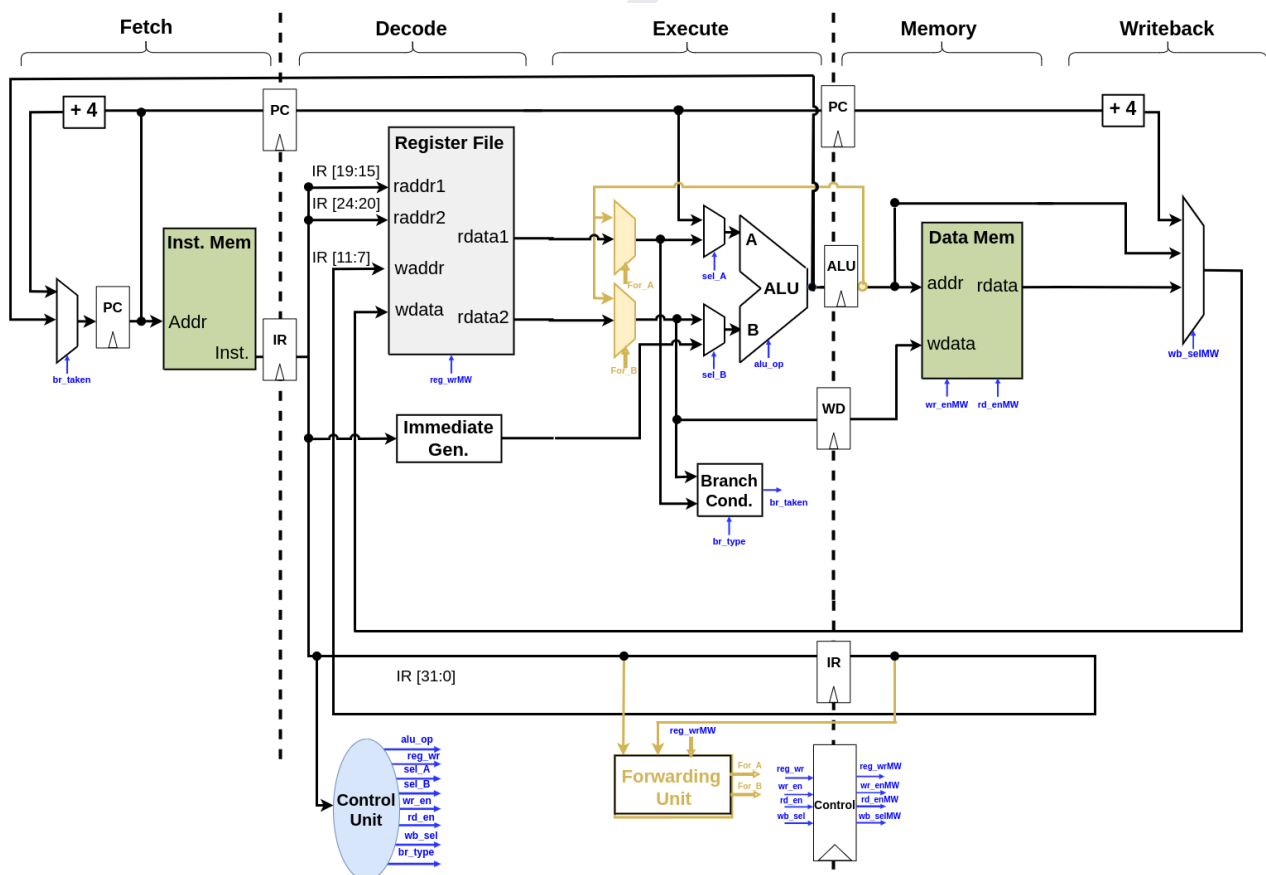 Fetch
Decode
Execute
Memory
Writeback
+ 4
PC
PC
+ 4
Register File
IR [19:15]
raddr1
IR [24:20]
raddr2
rdata1
IR [11:7]
waddr
wdata
rdata2
reg_wrMW
Inst. Mem
Addr
Inst.
PC
br_taken
IR
For_A
For_B
sel_A
sel_B
A
B
ALU
alu_op
ALU
Data Mem
addr
rdata
wdata
wr_enMW
rd_enMW
wb_selMW
WD
Immediate
Gen.
Branch
Cond.
br_taken
br_type
IR [31:0]
IR
alu_op
reg_wr
sel_A
sel_B
wr_en
rd_en
wb_sel
br_type
Control
Unit
reg_wrMW
Forwarding
Unit
For_A
For_B
reg_wr
wr_en
rd_en
wb_sel
Control
reg_wrMW
wr_enMW
rd_enMW
wb_selMW